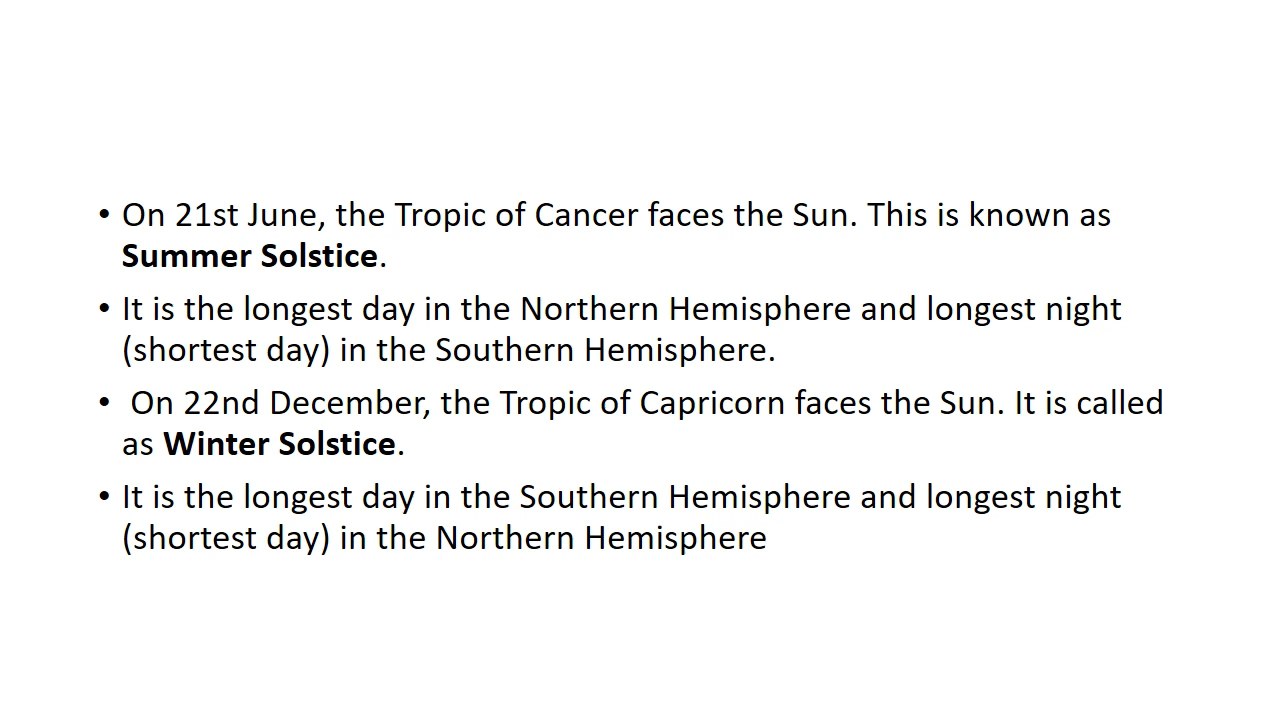 • On 21st June, the Tropic of Cancer faces the Sun. This is known as
Summer Solstice.
• It is the longest day in the Northern Hemisphere and longest night
(shortest day) in the Southern Hemisphere.
• On 22nd December, the Tropic of Capricorn faces the Sun. It is called
as Winter Solstice.
• It is the longest day in the Southern Hemisphere and longest night
(shortest day) in the Northern Hemisphere